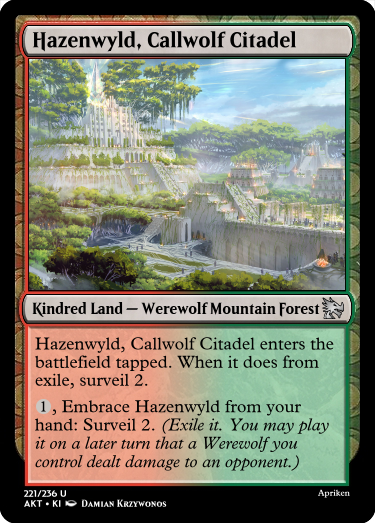 Hazenwyld, Callwolf Citadel
Kindred Land — Werewolf Mountain Forest
Hazenwyld, Callwolf Citadel enters the
battlefield tapped. When it does from
exile, surveil 2.
1, Embrace Hazenwyld from your
hand: Surveil 2. (Exile it. You may play
it on a later turn that a Werewolf you
control dealt damage to an opponent.)
221/236 U
Apriken
AKT • KI Damian Krzywonos